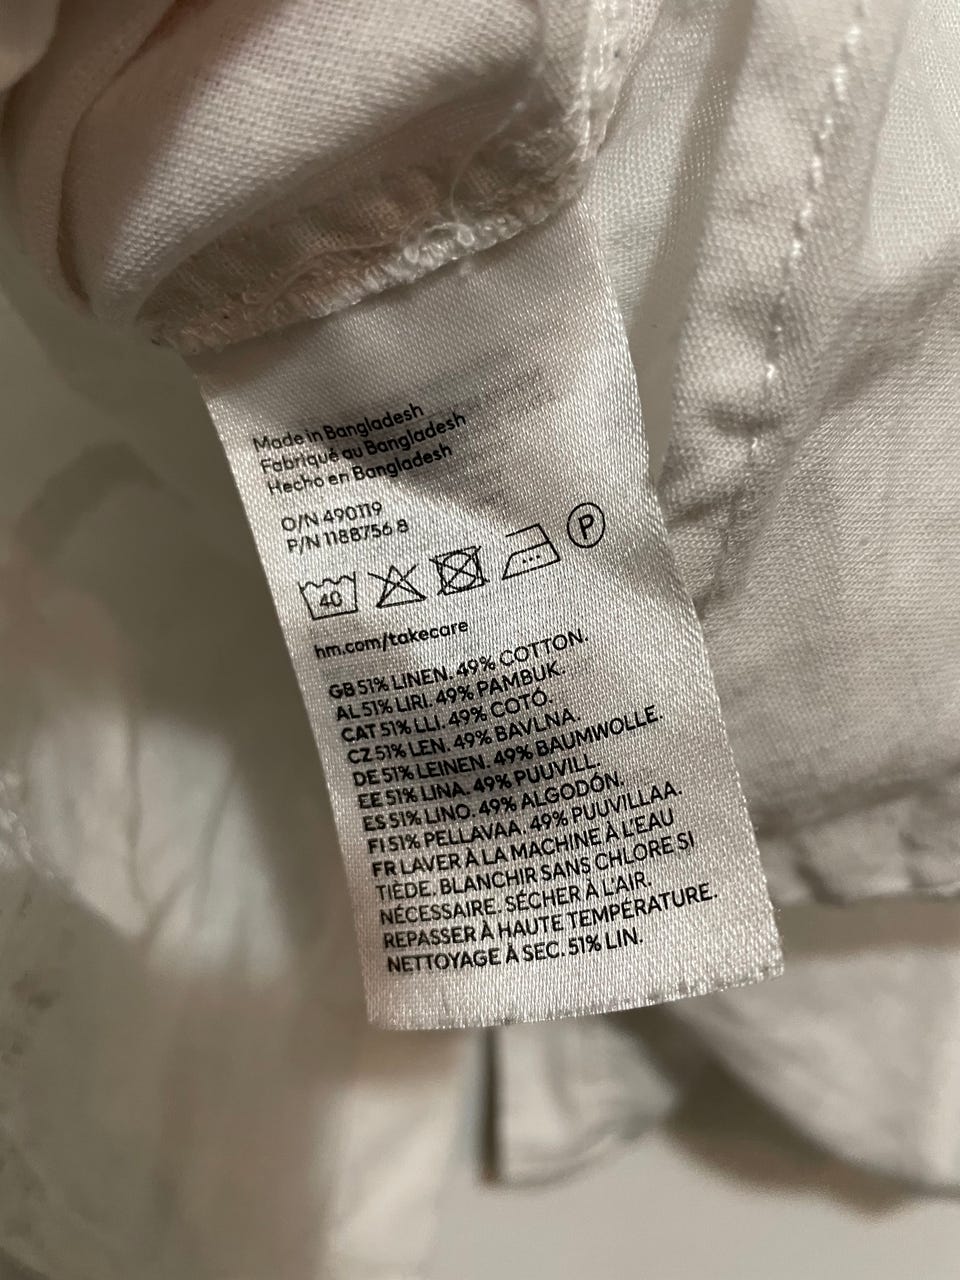 Made in Bangladesh
Fabriqué au Bangladesh
Hecho en Bangladesh
O/N 490119
P/N 1188756 8
40 P
hm.com/takecare
GB 51% LINEN. 49% COTTON.
AL 51% LIRI. 49% PAMBUK.
CAT 51% LLI. 49% COTÓ.
CZ 51% LEN. 49% BAVLNA.
DE 51% LEINEN. 49% BAUMWOLLE.
EE 51% LINA. 49% PUUVILL.
ES 51% LINO. 49% ALGODÓN.
FI 51% PELLAVAA. 49% PUUVILLAA.
FR LAVER À LA MACHINE À L'EAU
TIÈDE. BLANCHIR SANS CHLORE SI
NÉCESSAIRE. SÉCHER À L'AIR.
REPASSER À HAUTE TEMPÉRATURE.
NETTOYAGE À SEC. 51% LIN.